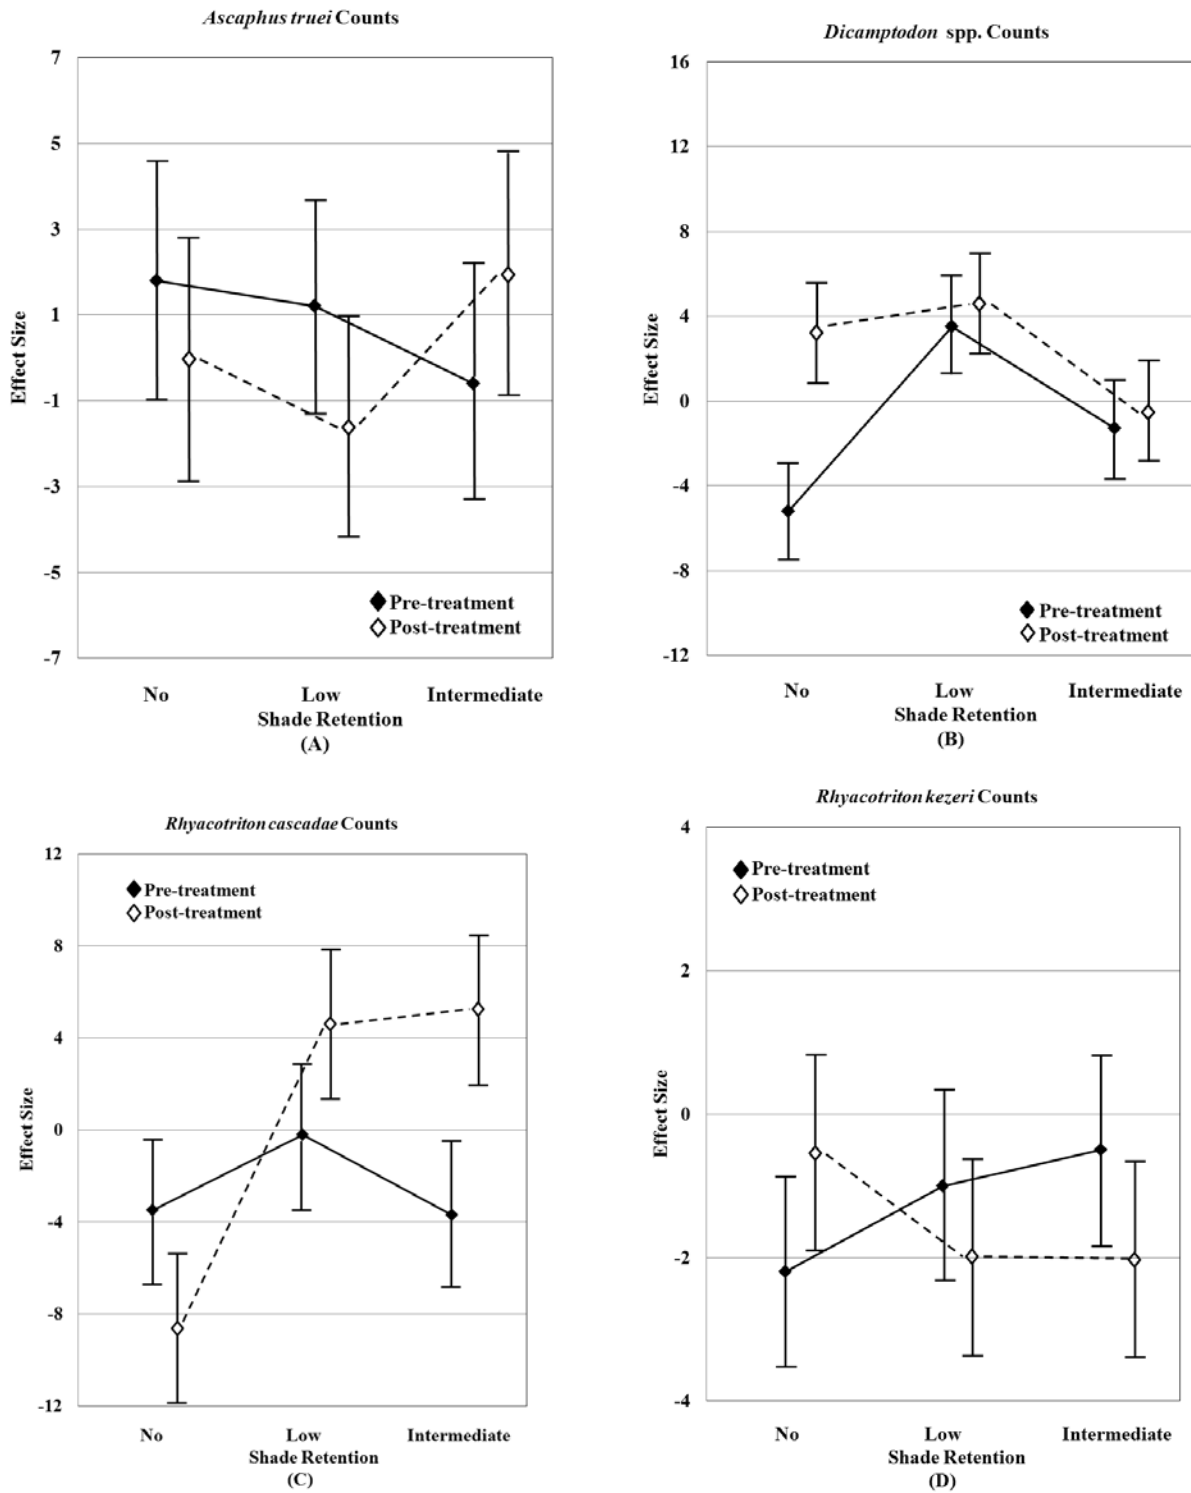 Ascaphus truei Counts
7
5
3
1
-1
-3
-5
-7
Effect Size
Pre-treatment
Post-treatment
No Low Intermediate
Shade Retention
(A)
Dicamptodon spp. Counts
16
12
8
4
0
-4
-8
-12
Effect Size
Pre-treatment
Post-treatment
No Low Intermediate
Shade Retention
(B)
Rhyacotriton cascadae Counts
12
8
4
0
-4
-8
-12
Effect Size
Pre-treatment
Post-treatment
No Low Intermediate
Shade Retention
(C)
Rhyacotriton kezeri Counts
4
2
0
-2
-4
Effect Size
Pre-treatment
Post-treatment
No Low Intermediate
Shade Retention
(D)